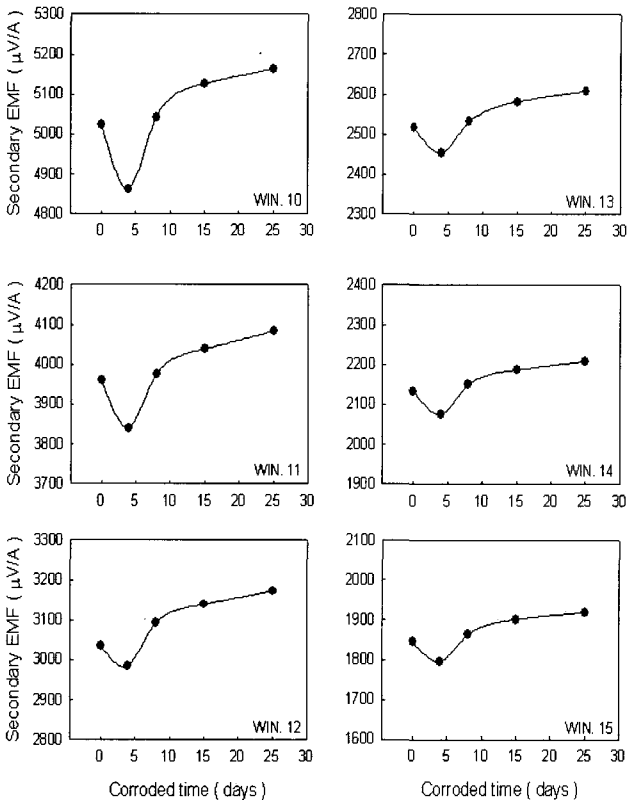 5300
5200
5100
5000
4900
4800
Secondary EMF ( μV/A )
0 5 10 15 20 25 30
WIN. 10
2800
2700
2600
2500
2400
2300
0 5 10 15 20 25 30
WIN. 13
4200
4100
4000
3900
3800
3700
Secondary EMF ( μV/A )
0 5 10 15 20 25 30
WIN. 11
2400
2300
2200
2100
2000
1900
0 5 10 15 20 25 30
WIN. 14
3300
3200
3100
3000
2900
2800
Secondary EMF ( μV/A )
0 5 10 15 20 25 30
WIN. 12
Corroded time ( days )
2100
2000
1900
1800
1700
1600
0 5 10 15 20 25 30
WIN. 15
Corroded time ( days )